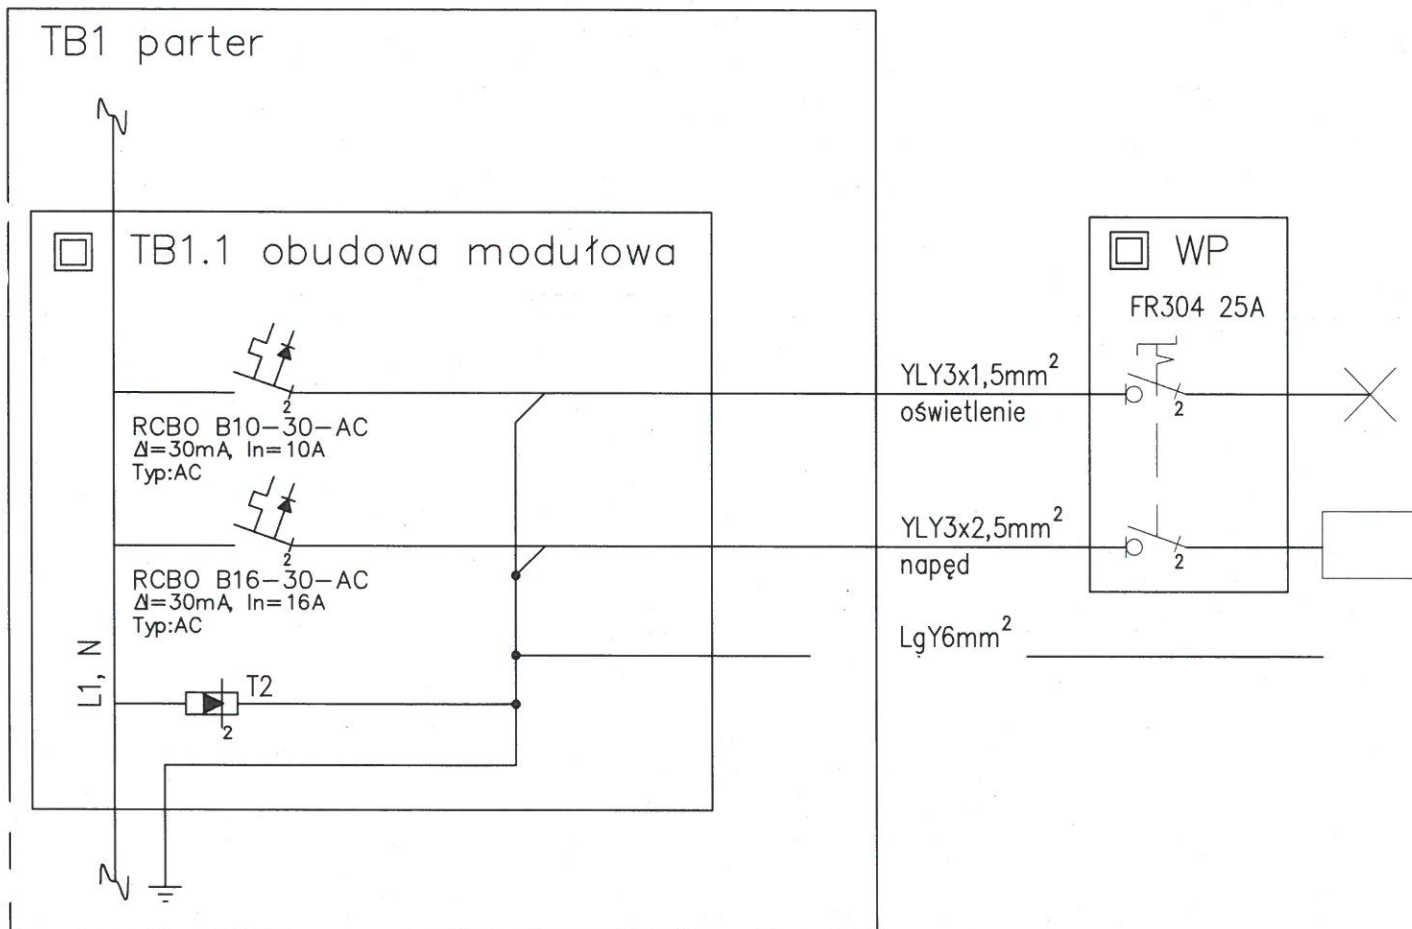 TB1 parter
TB1.1 obudowa modułowa
WP
FR304 25A
YLY3x1,5mm²
oświetlenie
2
2
RCBO B10-30-AC
ΔI=30mA, In=10A
Typ:AC
YLY3x2,5mm²
napęd
2
2
RCBO B16-30-AC
ΔI=30mA, In=16A
Typ:AC
LgY6mm²
L1, N
T2
2